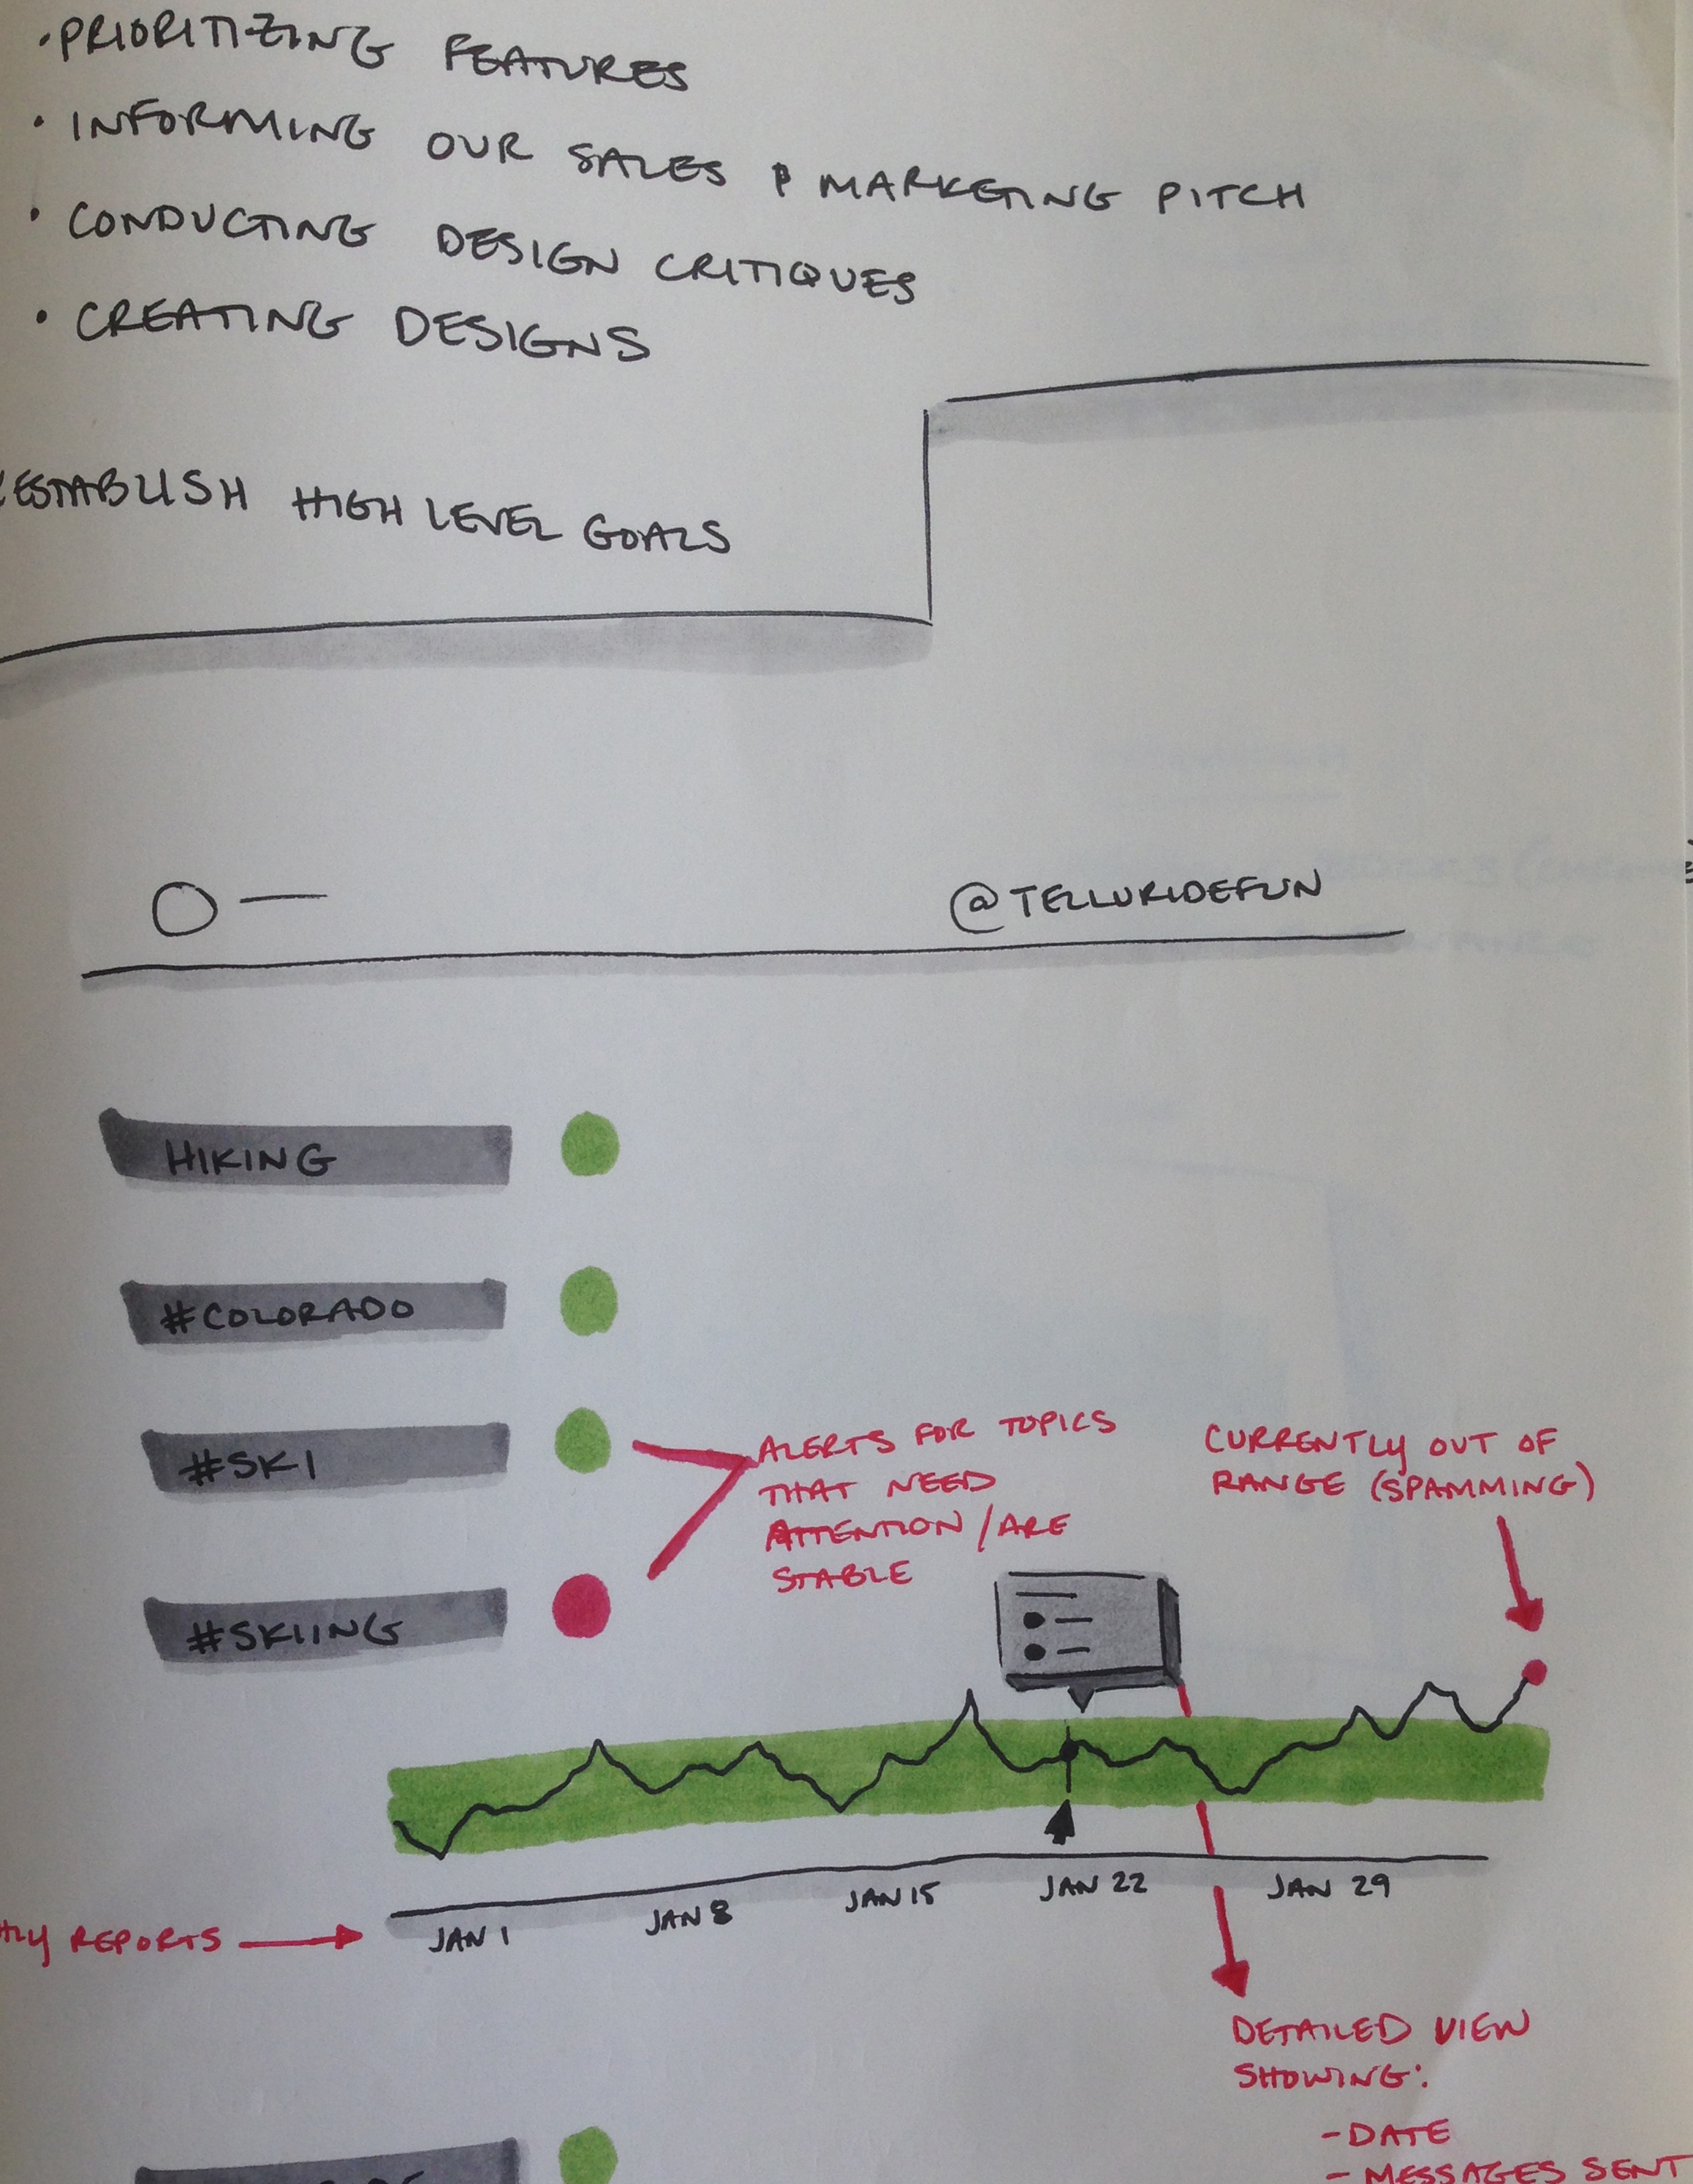 • PRIORITIZING FEATURES
• INFORMING OUR SALES & MARKETING PITCH
• CONDUCTING DESIGN CRITIQUES
• CREATING DESIGNS
ESTABLISH HIGH LEVEL GOALS
@TELLURIDEFUN
HIKING
#COLORADO
#SKI
ALERTS FOR TOPICS
THAT NEED
ATTENTION/ARE
STABLE
CURRENTLY OUT OF
RANGE (SPAMMING)
#SKIING
JAN 1
JAN 8
JAN 15
JAN 22
JAN 29
REPORTS
DETAILED VIEW
SHOWING:
- DATE
- MESSAGES SENT